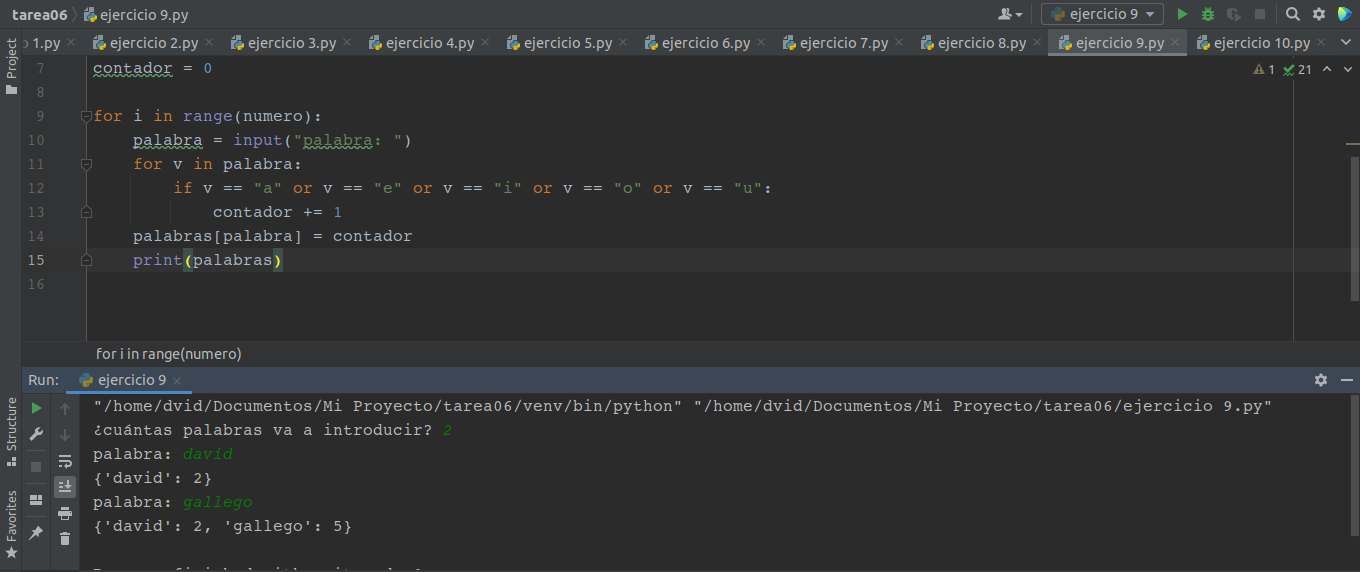 tarea06 ejercicio 9.py
ejercicio 9
1.py ejercicio 2.py ejercicio 3.py ejercicio 4.py ejercicio 5.py ejercicio 6.py ejercicio 7.py ejercicio 8.py ejercicio 9.py ejercicio 10.py
Project
1 21
7 contador = 0
8
9 for i in range(numero):
10 palabra = input("palabra: ")
11 for v in palabra:
12 if v == "a" or v == "e" or v == "i" or v == "o" or v == "u":
13 contador += 1
14 palabras[palabra] = contador
15 print(palabras)
16
for i in range(numero)
Run: ejercicio 9
Structure
Favorites
"/home/dvid/Documentos/Mi Proyecto/tarea06/venv/bin/python" "/home/dvid/Documentos/Mi Proyecto/tarea06/ejercicio 9.py"
¿cuántas palabras va a introducir? 2
palabra: david
{'david': 2}
palabra: gallego
{'david': 2, 'gallego': 5}